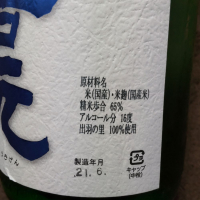 原材料名
米(国産)・米麹(国産米)
精米歩合 65%
アルコール分 16度
出羽の里 100%使用
製造年月
21.6.
キャップ
(中栓)